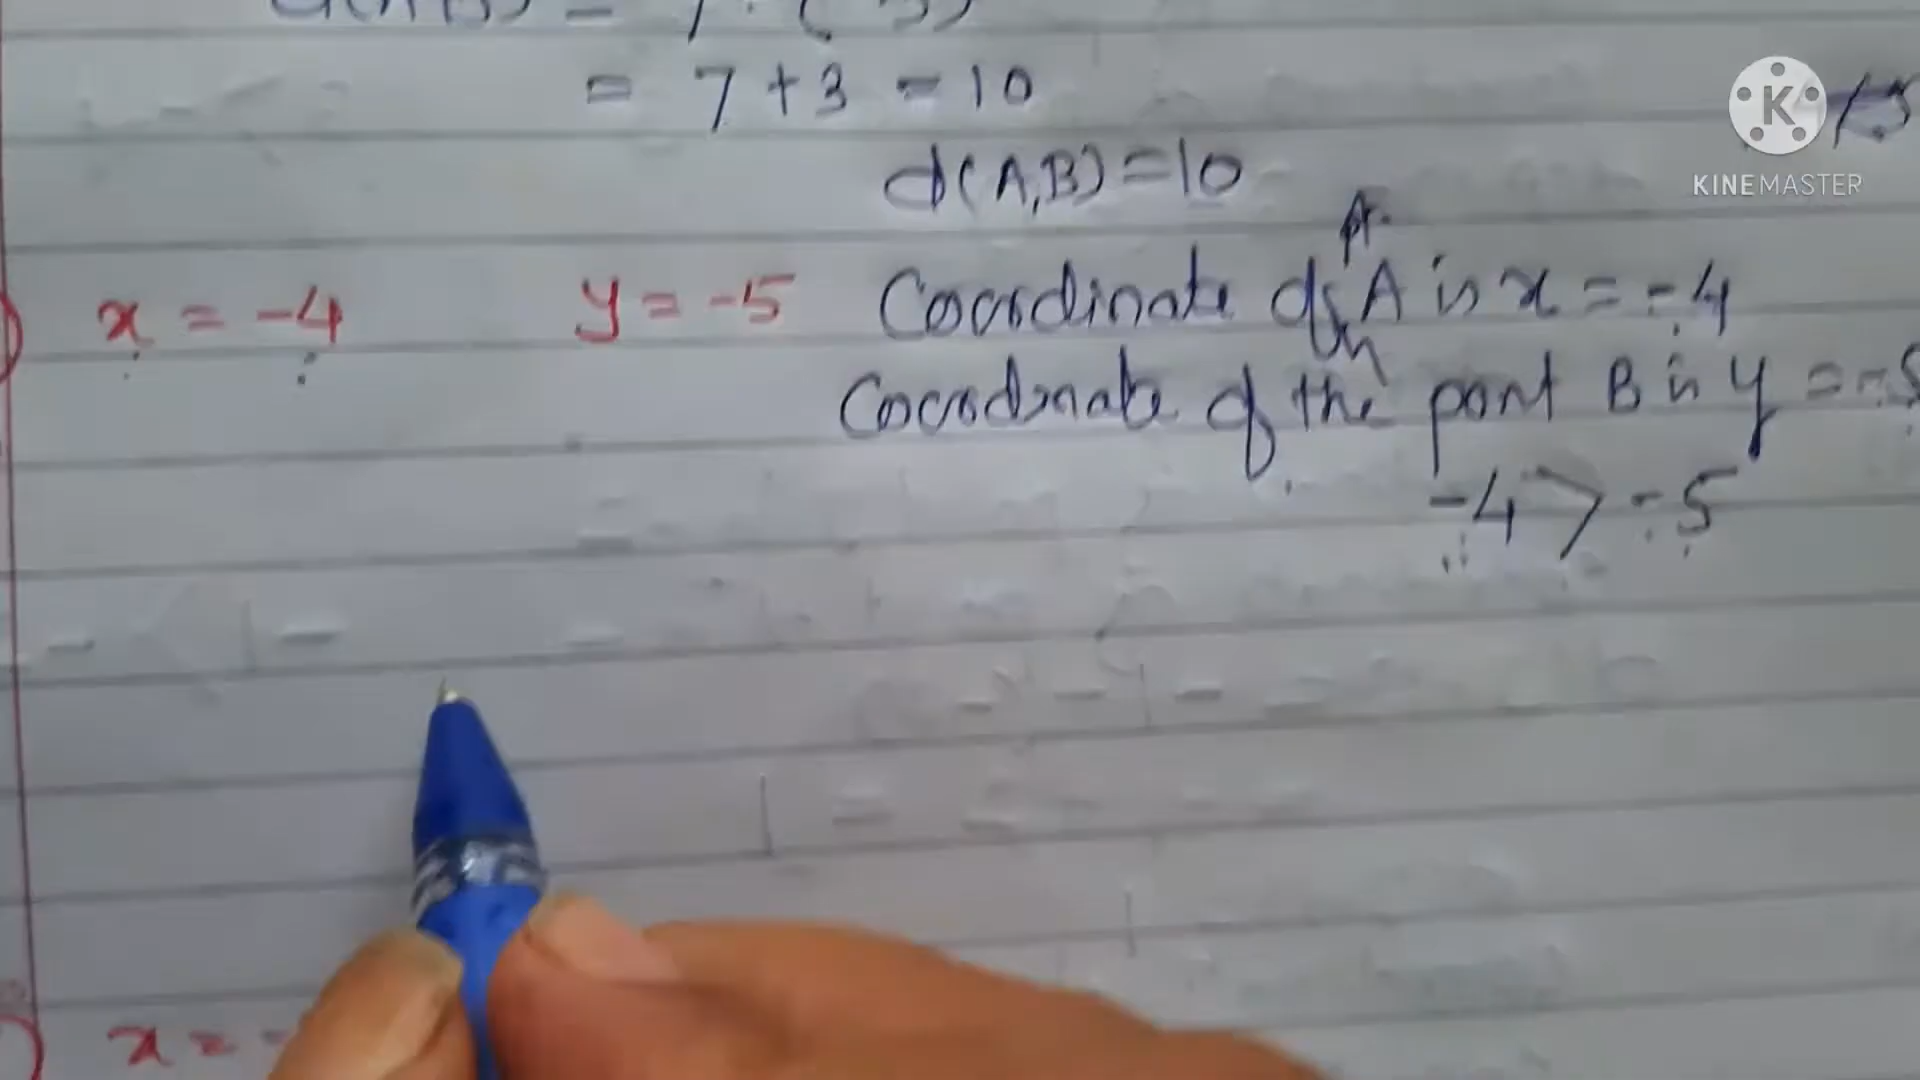 = 7 + 3 = 10
d(A,B) = 10
x = -4 y = -5 Coordinate of pt. A is x = -4
Coordinate of the point B is y = -5
-4 > -5
x =
KINEMASTER